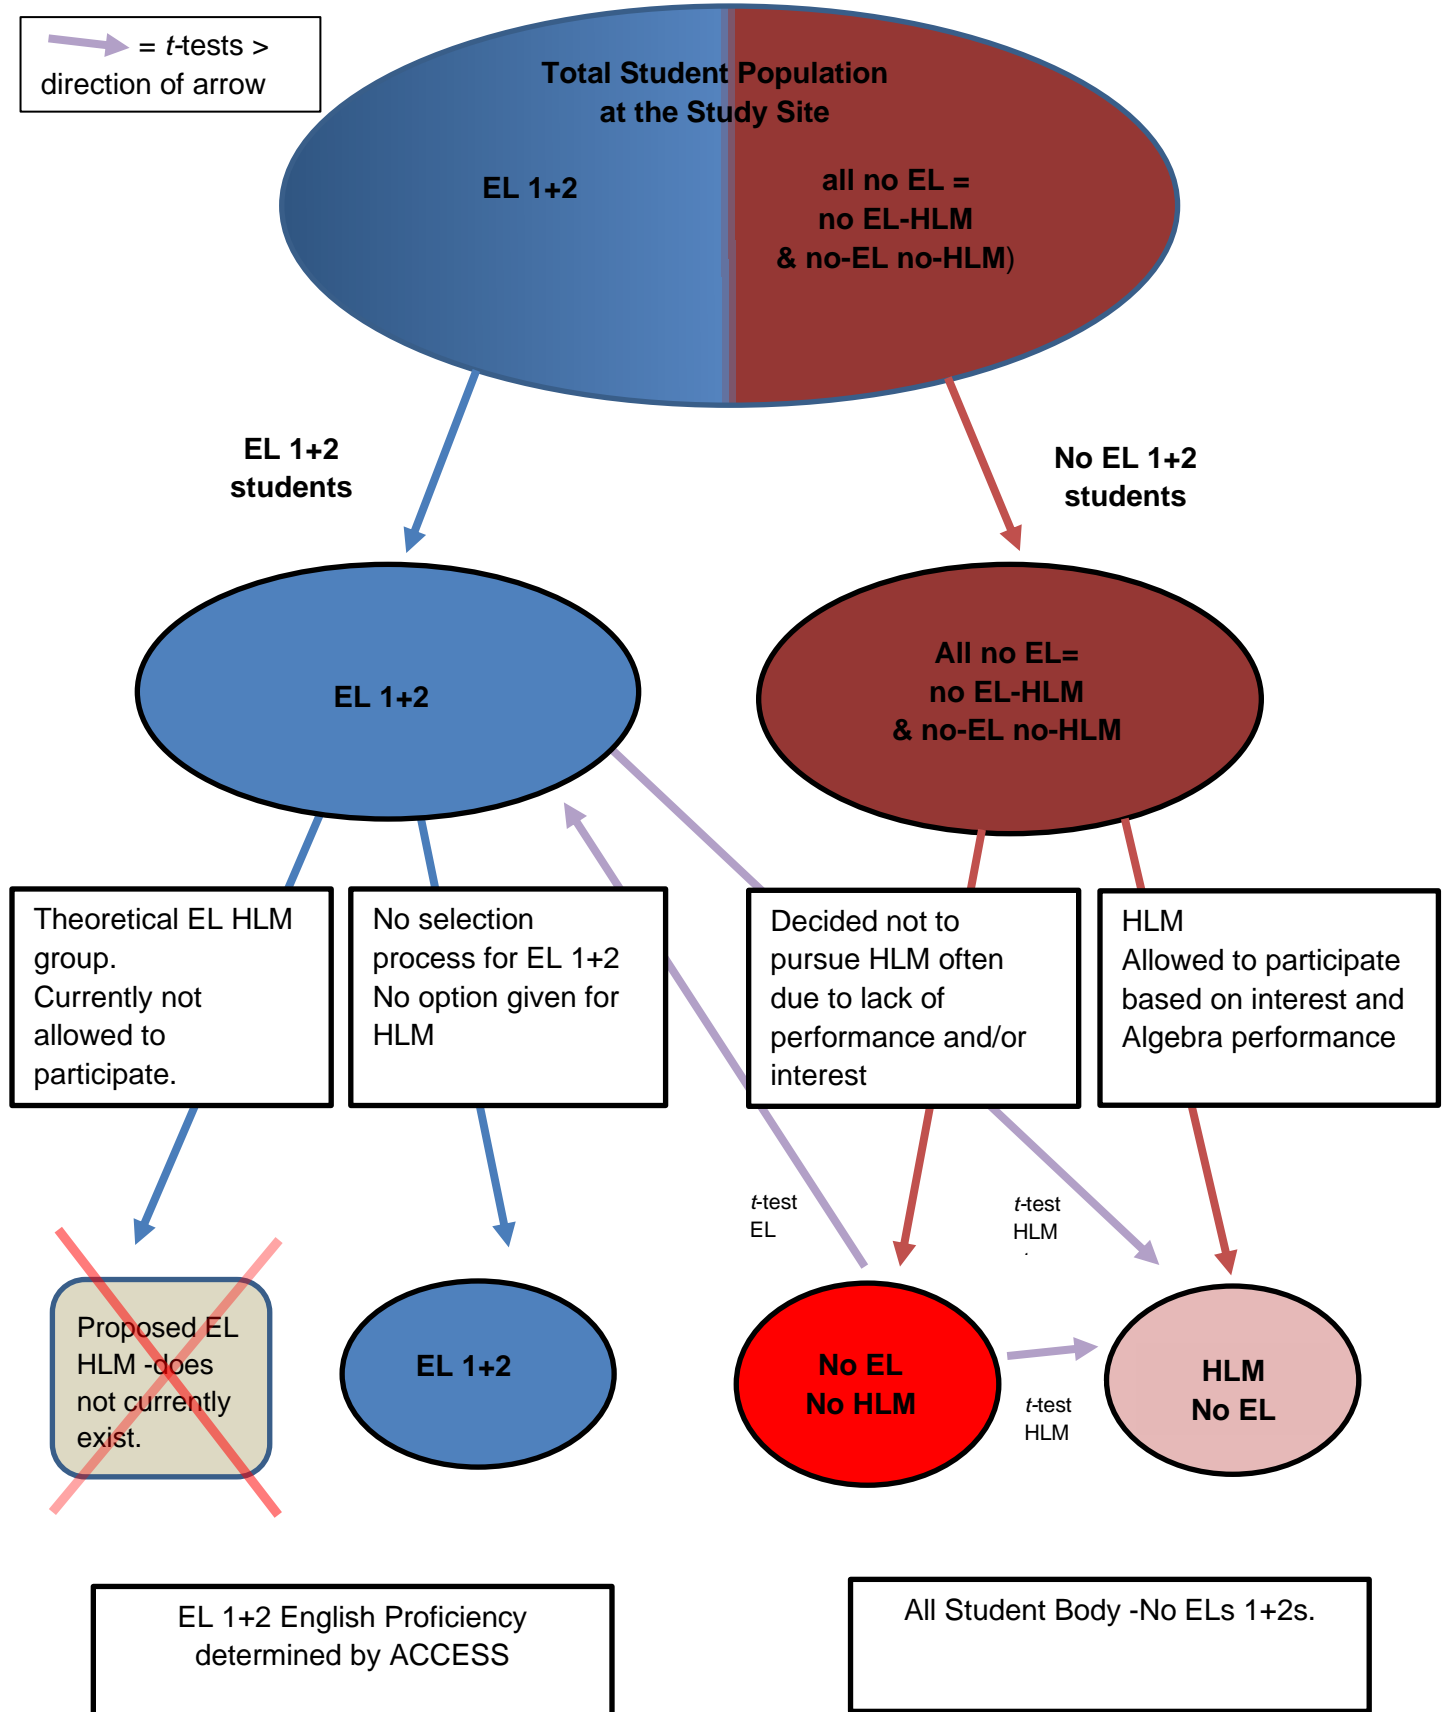 = t-tests >
direction of arrow
Total Student Population
at the Study Site
EL 1+2
all no EL =
no EL-HLM
& no-EL no-HLM)
EL 1+2
students
No EL 1+2
students
EL 1+2
All no EL=
no EL-HLM
& no-EL no-HLM
Theoretical EL HLM
group.
Currently not
allowed to
participate.
No selection
process for EL 1+2
No option given for
HLM
Decided not to
pursue HLM often
due to lack of
performance and/or
interest
HLM
Allowed to participate
based on interest and
Algebra performance
t-test
EL
t-test
HLM
Proposed EL
HLM -does
not currently
exist.
EL 1+2
No EL
No HLM
t-test
HLM
HLM
No EL
EL 1+2 English Proficiency
determined by ACCESS
All Student Body -No ELs 1+2s.